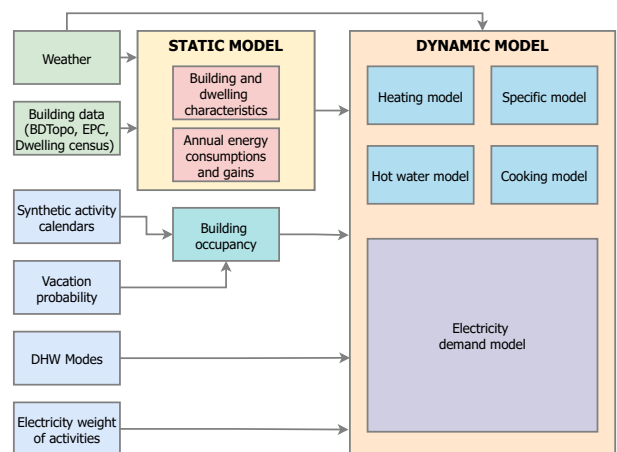 STATIC MODEL
DYNAMIC MODEL
Weather
Building and
dwelling
characteristics
Heating model
Specific model
Building data
(BDTopo, EPC,
Dwelling census)
Annual energy
consumptions
and gains
Hot water model
Cooking model
Synthetic activity
calendars
Building
occupancy
Vacation
probability
Electricity
demand model
DHW Modes
Electricity weight
of activities